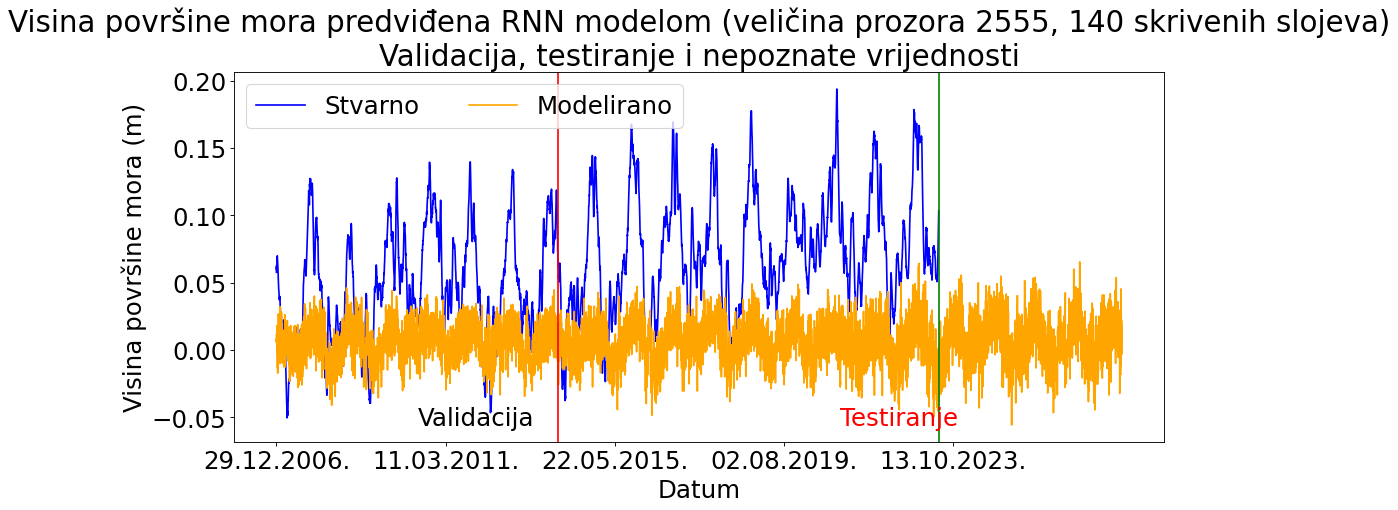 Visina površine mora predviđena RNN modelom (veličina prozora 2555, 140 skrivenih slojeva)
Validacija, testiranje i nepoznate vrijednosti
Stvarno
Modelirano
Visina površine mora (m)
0.20
0.15
0.10
0.05
0.00
−0.05
Validacija
Testiranje
29.12.2006.
11.03.2011.
22.05.2015.
02.08.2019.
13.10.2023.
Datum